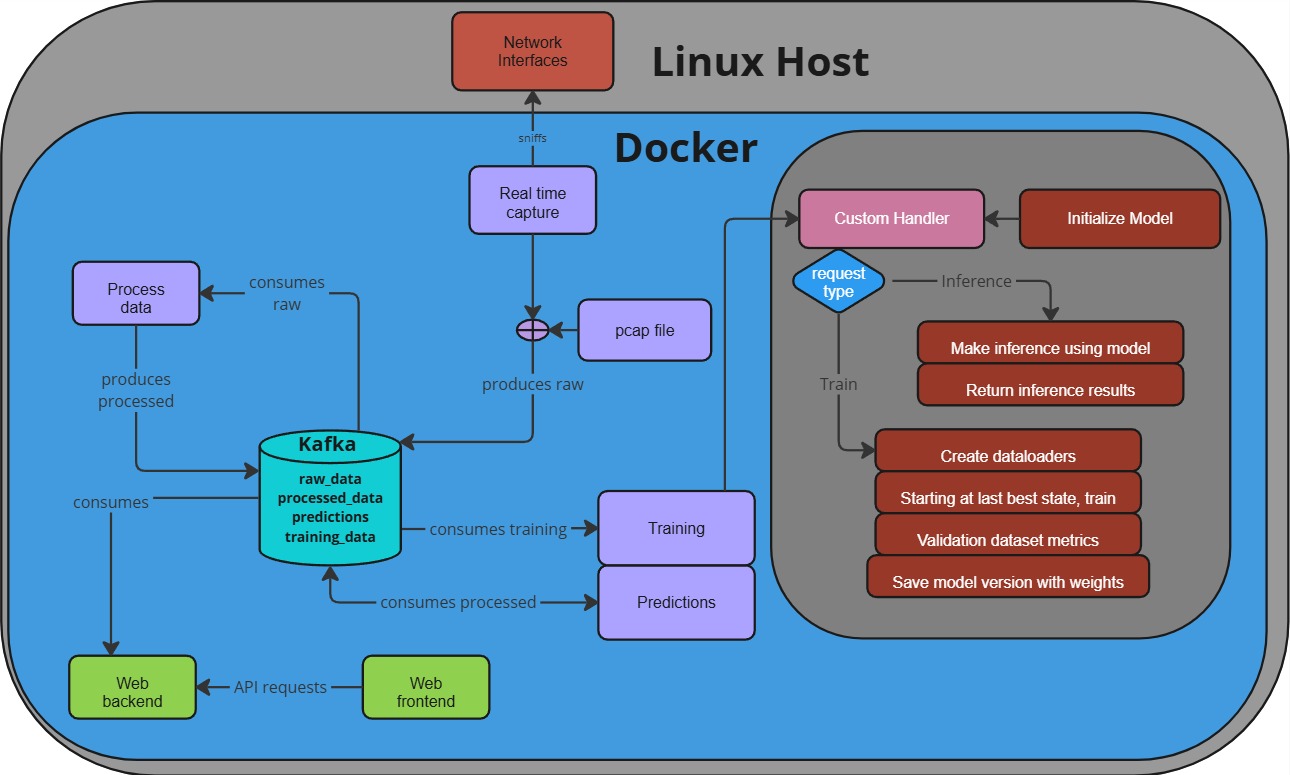 Network
Interfaces
Linux Host
sniffs
Docker
Real time
capture
Custom Handler
Initialize Model
request
type
Inference
consumes
raw
Process
data
pcap file
Make inference using model
Return inference results
produces
processed
produces raw
Train
Kafka
raw_data
processed_data
predictions
training_data
Create dataloaders
Starting at last best state, train
Validation dataset metrics
Save model version with weights
consumes
consumes training
Training
consumes processed
Predictions
Web
backend
API requests
Web
frontend